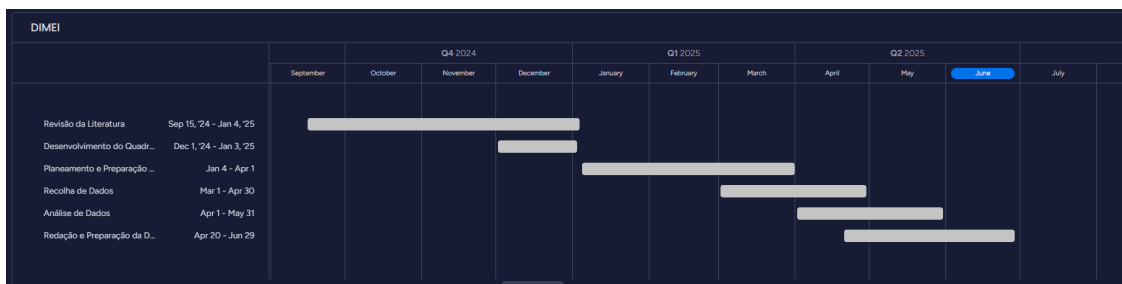 DIMEI
Q4 2024 Q1 2025 Q2 2025
September October November December January February March April May June July
Revisão da Literatura Sep 15, '24 - Jan 4, '25
Desenvolvimento do Quadr... Dec 1, '24 - Jan 3, '25
Planeamento e Preparação ... Jan 4 - Apr 1
Recolha de Dados Mar 1 - Apr 30
Análise de Dados Apr 1 - May 31
Redação e Preparação da D... Apr 20 - Jun 29